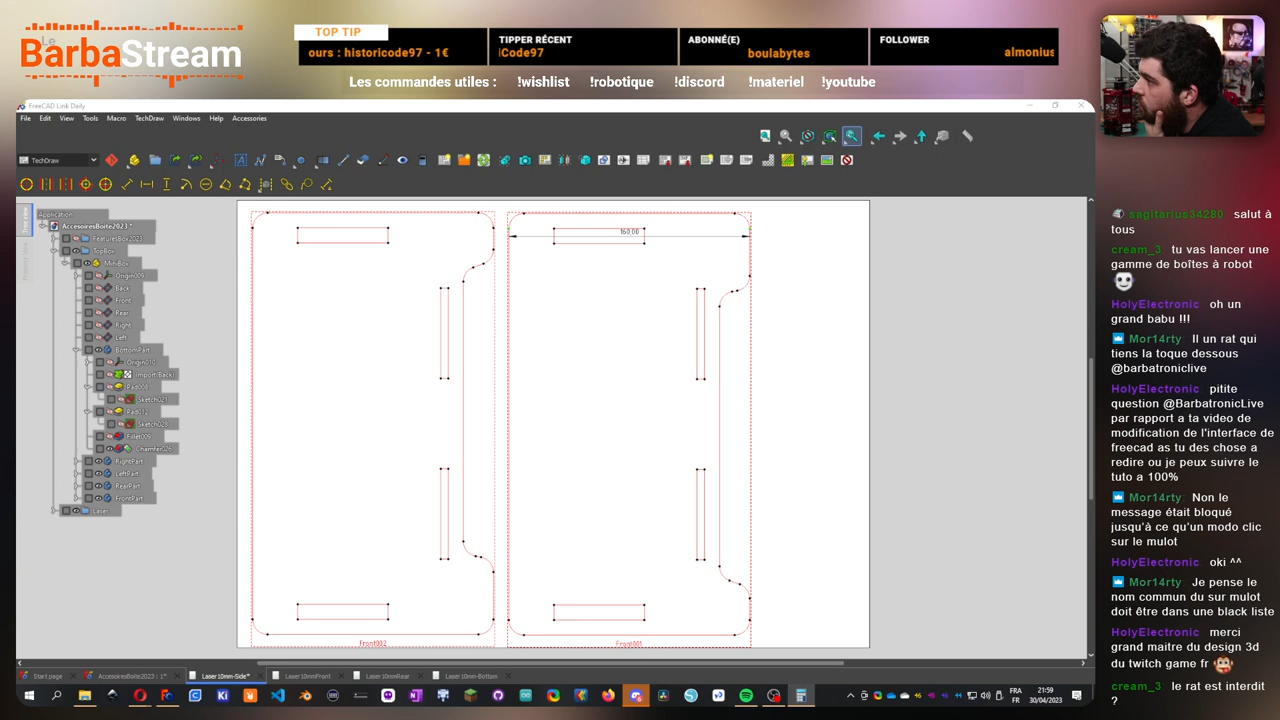 Le
BarbaStream
TOP TIP
ours : historicode97 - 1€
TIPPER RÉCENT
iCode97
ABONNÉ(E)
boulabytes
FOLLOWER
almonius
Les commandes utiles :
!wishlist
!robotique
!discord
!materiel
!youtube
FreeCAD Link Daily
File
Edit
View
Tools
Macro
TechDraw
Windows
Help
Accessories
TechDraw
Application
AccesoiresBoite2023 *
FeaturesBox2023
TopBox
MiniBox
Origin009
Back
Front
Rear
Right
Left
BottomPart
Origin010
Import(Back)
Sketch021
Sketch028
Fillet009
Chamfer026
RightPart
LeftPart
RearPart
FrontPart
Laser
160,00
Front002
Front001
Start page
AccesoiresBoite2023 : 1*
Laser10mm-Side*
Laser10mmFront
Laser10mmRear
Laser10mm-Bottom
FRA
FR
21:59
30/04/2023
sagitarius34280 salut à
tous
cream_3: tu vas lancer une
gamme de boîtes à robot
HolyElectronic: oh un
grand babu !!!
Mor14rty: Il un rat qui
tiens la toque dessous
@barbatroniclive
HolyElectronic: pitite
question @BarbatronicLive
par rapport a ta video de
modification de l'interface de
freecad as tu des chose a
redire ou je peux suivre le
tuto a 100%
Mor14rty: Non le
message était bloqué
jusqu'à ce qu'un modo clic
sur le mulot
HolyElectronic: oki ^^
Mor14rty: Je pense le
nom commun du sur mulot
doit être dans une black liste
HolyElectronic: merci
grand maitre du design 3d
du twitch game fr
cream_3: le rat est interdit
?